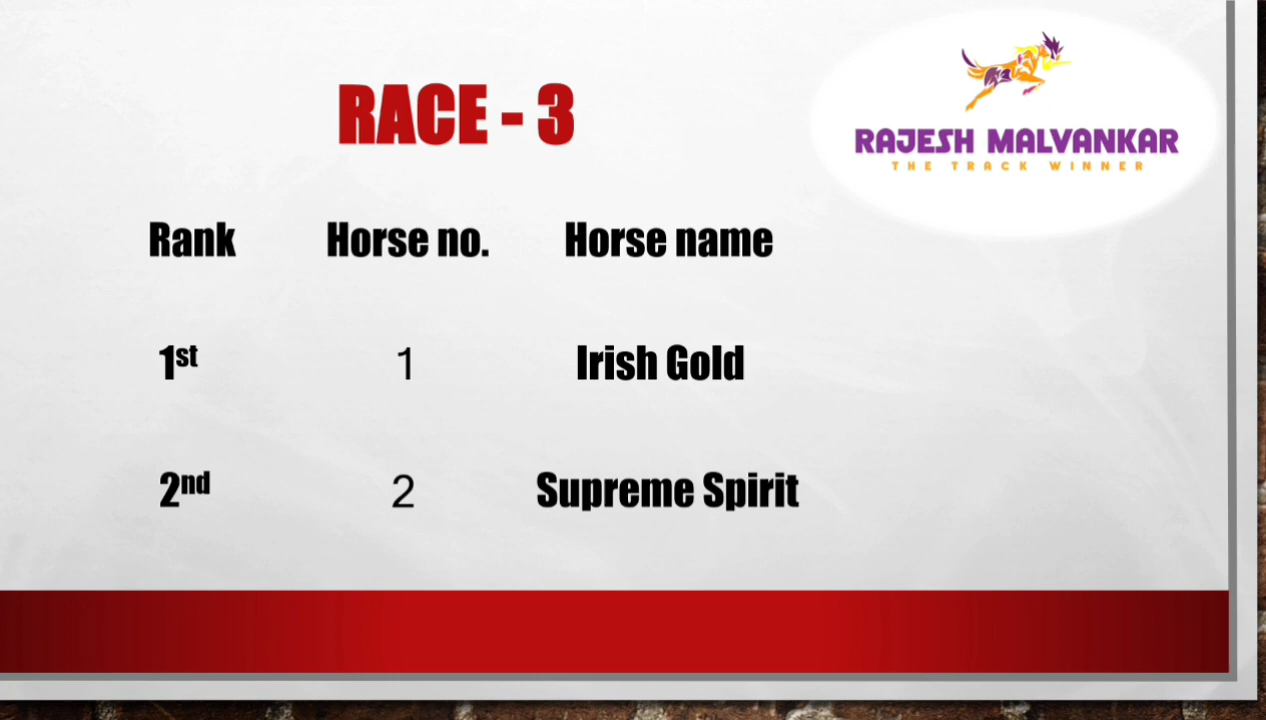 RACE - 3
RAJESH MALVANKAR
THE TRACK WINNER
Rank Horse no. Horse name
1st 1 Irish Gold
2nd 2 Supreme Spirit